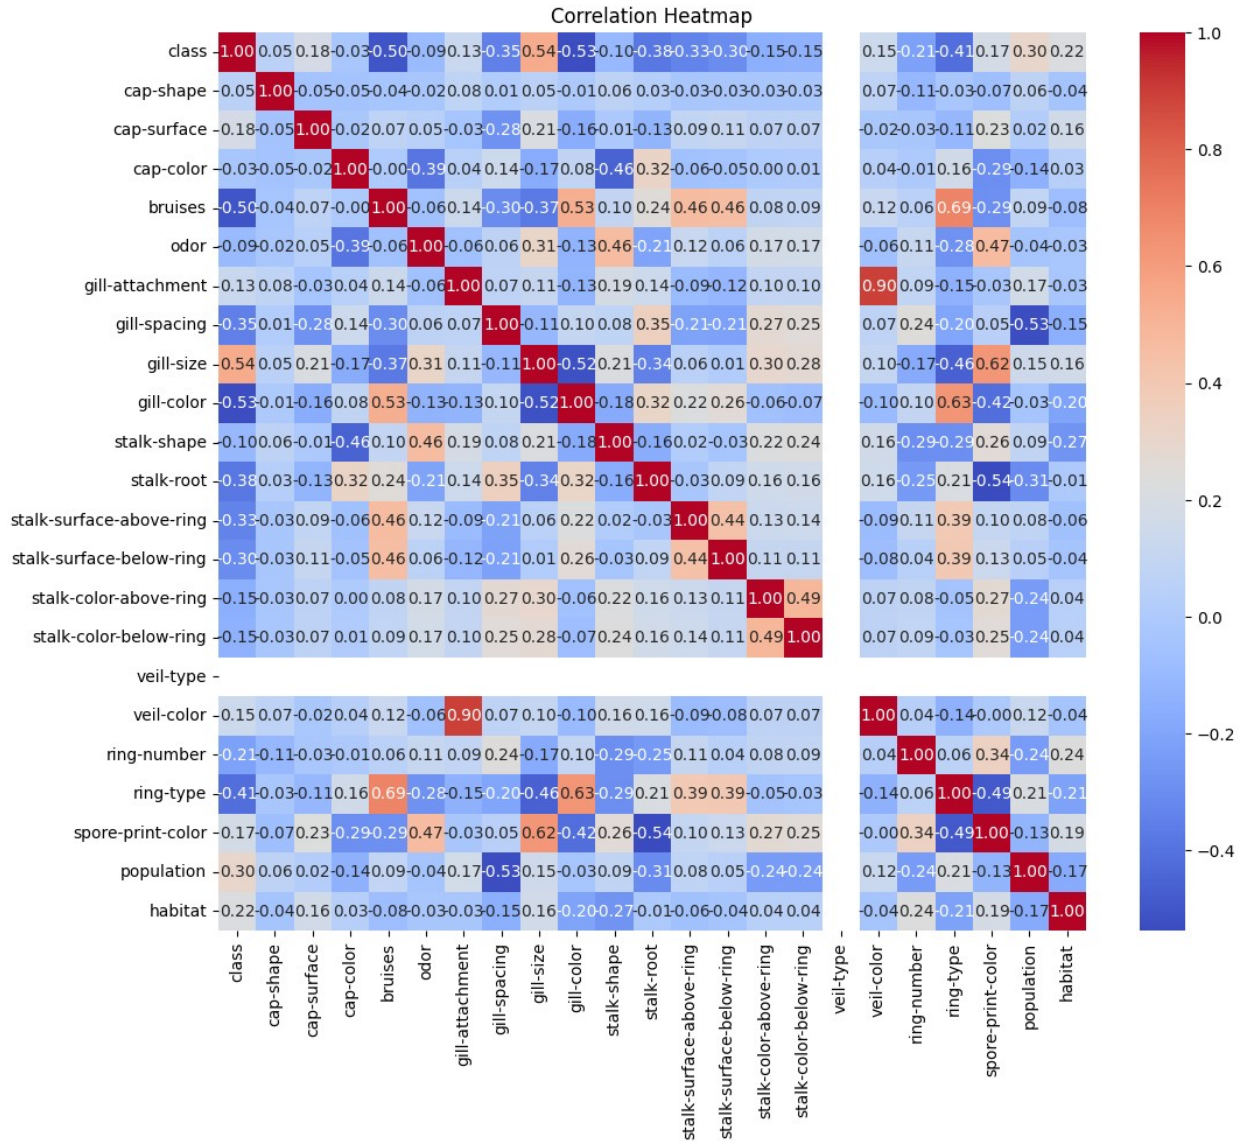 Correlation Heatmap
class 1.00 0.05 0.18 -0.03 -0.50 -0.09 0.13 -0.35 0.54 -0.53 -0.10 -0.38 -0.33 -0.30 -0.15 -0.15 0.15 -0.21 -0.41 0.17 0.30 0.22
cap-shape 0.05 1.00 -0.05 -0.05 -0.04 -0.02 0.08 0.01 0.05 -0.01 0.06 0.03 -0.03 -0.03 -0.03 -0.03 0.07 -0.11 -0.03 -0.07 0.06 -0.04
cap-surface 0.18 -0.05 1.00 -0.02 0.07 0.05 -0.03 -0.28 0.21 -0.16 -0.01 -0.13 0.09 0.11 0.07 0.07 -0.02 -0.03 -0.11 0.23 0.02 0.16
cap-color -0.03 -0.05 -0.02 1.00 -0.00 -0.39 0.04 0.14 -0.17 0.08 -0.46 0.32 -0.06 -0.05 0.00 0.01 0.04 -0.01 0.16 -0.29 -0.14 0.03
bruises -0.50 -0.04 0.07 -0.00 1.00 -0.06 0.14 -0.30 -0.37 0.53 0.10 0.24 0.46 0.46 0.08 0.09 0.12 0.06 0.69 -0.29 0.09 -0.08
odor -0.09 -0.02 0.05 -0.39 -0.06 1.00 -0.06 0.06 0.31 -0.13 0.46 -0.21 0.12 0.06 0.17 0.17 -0.06 0.11 -0.28 0.47 -0.04 -0.03
gill-attachment 0.13 0.08 -0.03 0.04 0.14 -0.06 1.00 0.07 0.11 -0.13 0.19 0.14 -0.09 -0.12 0.10 0.10 0.90 0.09 -0.15 -0.03 0.17 -0.03
gill-spacing -0.35 0.01 -0.28 0.14 -0.30 0.06 0.07 1.00 -0.11 0.10 0.08 0.35 -0.21 -0.21 0.27 0.25 0.07 0.24 -0.20 0.05 -0.53 -0.15
gill-size 0.54 0.05 0.21 -0.17 -0.37 0.31 0.11 -0.11 1.00 -0.52 0.21 -0.34 0.06 0.01 0.30 0.28 0.10 -0.17 -0.46 0.62 0.15 0.16
gill-color -0.53 -0.01 -0.16 0.08 0.53 -0.13 -0.13 0.10 -0.52 1.00 -0.18 0.32 0.22 0.26 -0.06 -0.07 -0.10 0.10 0.63 -0.42 -0.03 -0.20
stalk-shape -0.10 0.06 -0.01 -0.46 0.10 0.46 0.19 0.08 0.21 -0.18 1.00 -0.16 0.02 -0.03 0.22 0.24 0.16 -0.29 -0.29 0.26 0.09 -0.27
stalk-root -0.38 0.03 -0.13 0.32 0.24 -0.21 0.14 0.35 -0.34 0.32 -0.16 1.00 -0.03 0.09 0.16 0.16 0.16 -0.25 0.21 -0.54 -0.31 -0.01
stalk-surface-above-ring -0.33 -0.03 0.09 -0.06 0.46 0.12 -0.09 -0.21 0.06 0.22 0.02 -0.03 1.00 0.44 0.13 0.14 -0.09 0.11 0.39 0.10 0.08 -0.06
stalk-surface-below-ring -0.30 -0.03 0.11 -0.05 0.46 0.06 -0.12 -0.21 0.01 0.26 -0.03 0.09 0.44 1.00 0.11 0.11 -0.08 0.04 0.39 0.13 0.05 -0.04
stalk-color-above-ring -0.15 -0.03 0.07 0.00 0.08 0.17 0.10 0.27 0.30 -0.06 0.22 0.16 0.13 0.11 1.00 0.49 0.07 0.08 -0.05 0.27 -0.24 0.04
stalk-color-below-ring -0.15 -0.03 0.07 0.01 0.09 0.17 0.10 0.25 0.28 -0.07 0.24 0.16 0.14 0.11 0.49 1.00 0.07 0.09 -0.03 0.25 -0.24 0.04
veil-type
veil-color 0.15 0.07 -0.02 0.04 0.12 -0.06 0.90 0.07 0.10 -0.10 0.16 0.16 -0.09 -0.08 0.07 0.07 1.00 0.04 -0.14 -0.00 0.12 -0.04
ring-number -0.21 -0.11 -0.03 -0.01 0.06 0.11 0.09 0.24 -0.17 0.10 -0.29 -0.25 0.11 0.04 0.08 0.09 0.04 1.00 0.06 0.34 -0.24 0.24
ring-type -0.41 -0.03 -0.11 0.16 0.69 -0.28 -0.15 -0.20 -0.46 0.63 -0.29 0.21 0.39 0.39 -0.05 -0.03 -0.14 0.06 1.00 -0.49 0.21 -0.21
spore-print-color 0.17 -0.07 0.23 -0.29 -0.29 0.47 -0.03 0.05 0.62 -0.42 0.26 -0.54 0.10 0.13 0.27 0.25 -0.00 0.34 -0.49 1.00 -0.13 0.19
population 0.30 0.06 0.02 -0.14 0.09 -0.04 0.17 -0.53 0.15 -0.03 0.09 -0.31 0.08 0.05 -0.24 -0.24 0.12 -0.24 0.21 -0.13 1.00 -0.17
habitat 0.22 -0.04 0.16 0.03 -0.08 -0.03 -0.03 -0.15 0.16 -0.20 -0.27 -0.01 -0.06 -0.04 0.04 0.04 -0.04 0.24 -0.21 0.19 -0.17 1.00
class
cap-shape
cap-surface
cap-color
bruises
odor
gill-attachment
gill-spacing
gill-size
gill-color
stalk-shape
stalk-root
stalk-surface-above-ring
stalk-surface-below-ring
stalk-color-above-ring
stalk-color-below-ring
veil-type
veil-color
ring-number
ring-type
spore-print-color
population
habitat
1.0
0.8
0.6
0.4
0.2
0.0
−0.2
−0.4